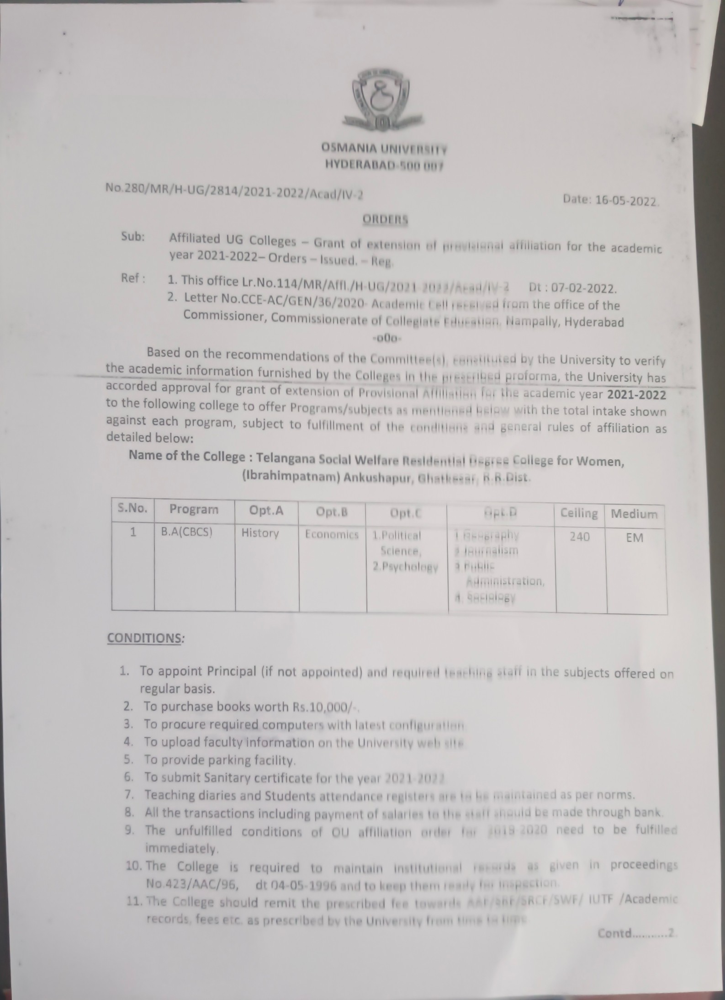 OSMANIA UNIVERSITY
HYDERABAD-500 007
No.280/MR/H-UG/2814/2021-2022/Acad/IV-2
Date: 16-05-2022.
ORDERS
Sub: Affiliated UG Colleges – Grant of extension of provisional affiliation for the academic
year 2021-2022– Orders – Issued. – Reg.
Ref : 1. This office Lr.No.114/MR/Affl./H-UG/2021-2022/Acad/IV-2 Dt : 07-02-2022.
2. Letter No.CCE-AC/GEN/36/2020- Academic Cell received from the office of the
Commissioner, Commissionerate of Collegiate Education, Nampally, Hyderabad
-o0o-
Based on the recommendations of the Committee(s), constituted by the University to verify
the academic information furnished by the Colleges in the prescribed proforma, the University has
accorded approval for grant of extension of Provisional Affiliation for the academic year 2021-2022
to the following college to offer Programs/subjects as mentioned below with the total intake shown
against each program, subject to fulfillment of the conditions and general rules of affiliation as
detailed below:
Name of the College : Telangana Social Welfare Residential Degree College for Women,
(Ibrahimpatnam) Ankushapur, Ghatkesar, R.R.Dist.
S.No. Program Opt.A Opt.B Opt.C Opt.D Ceiling Medium
1 B.A(CBCS) History Economics 1.Political 1.Geography 240 EM
Science, 2 Journalism
2.Psychology 3 Public
Administration,
4. Sociology
CONDITIONS:
1. To appoint Principal (if not appointed) and required teaching staff in the subjects offered on
regular basis.
2. To purchase books worth Rs.10,000/-.
3. To procure required computers with latest configuration.
4. To upload faculty information on the University web site.
5. To provide parking facility.
6. To submit Sanitary certificate for the year 2021-2022.
7. Teaching diaries and Students attendance registers are to be maintained as per norms.
8. All the transactions including payment of salaries to the staff should be made through bank.
9. The unfulfilled conditions of OU affiliation order for 2019-2020 need to be fulfilled
immediately.
10. The College is required to maintain institutional records as given in proceedings
No.423/AAC/96, dt 04-05-1996 and to keep them ready for inspection.
11. The College should remit the prescribed fee towards /SRCF/SWF/ IUTF /Academic
records, fees etc. as prescribed by the University from time to time.
Contd...........2.